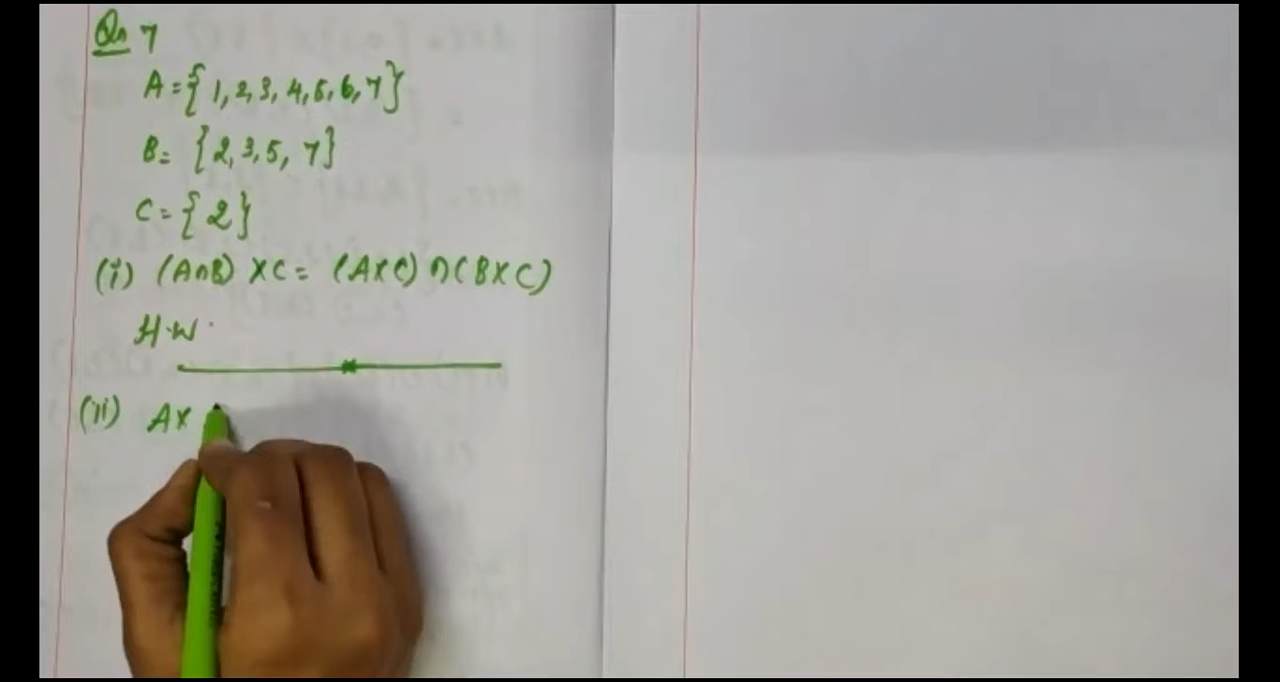 Qn 7
A = { 1, 2, 3, 4, 5, 6, 7 }
B = { 2, 3, 5, 7 }
C = { 2 }
(i) (A∩B) × C = (A×C) ∩ (B×C)
H.W.
(ii) A×